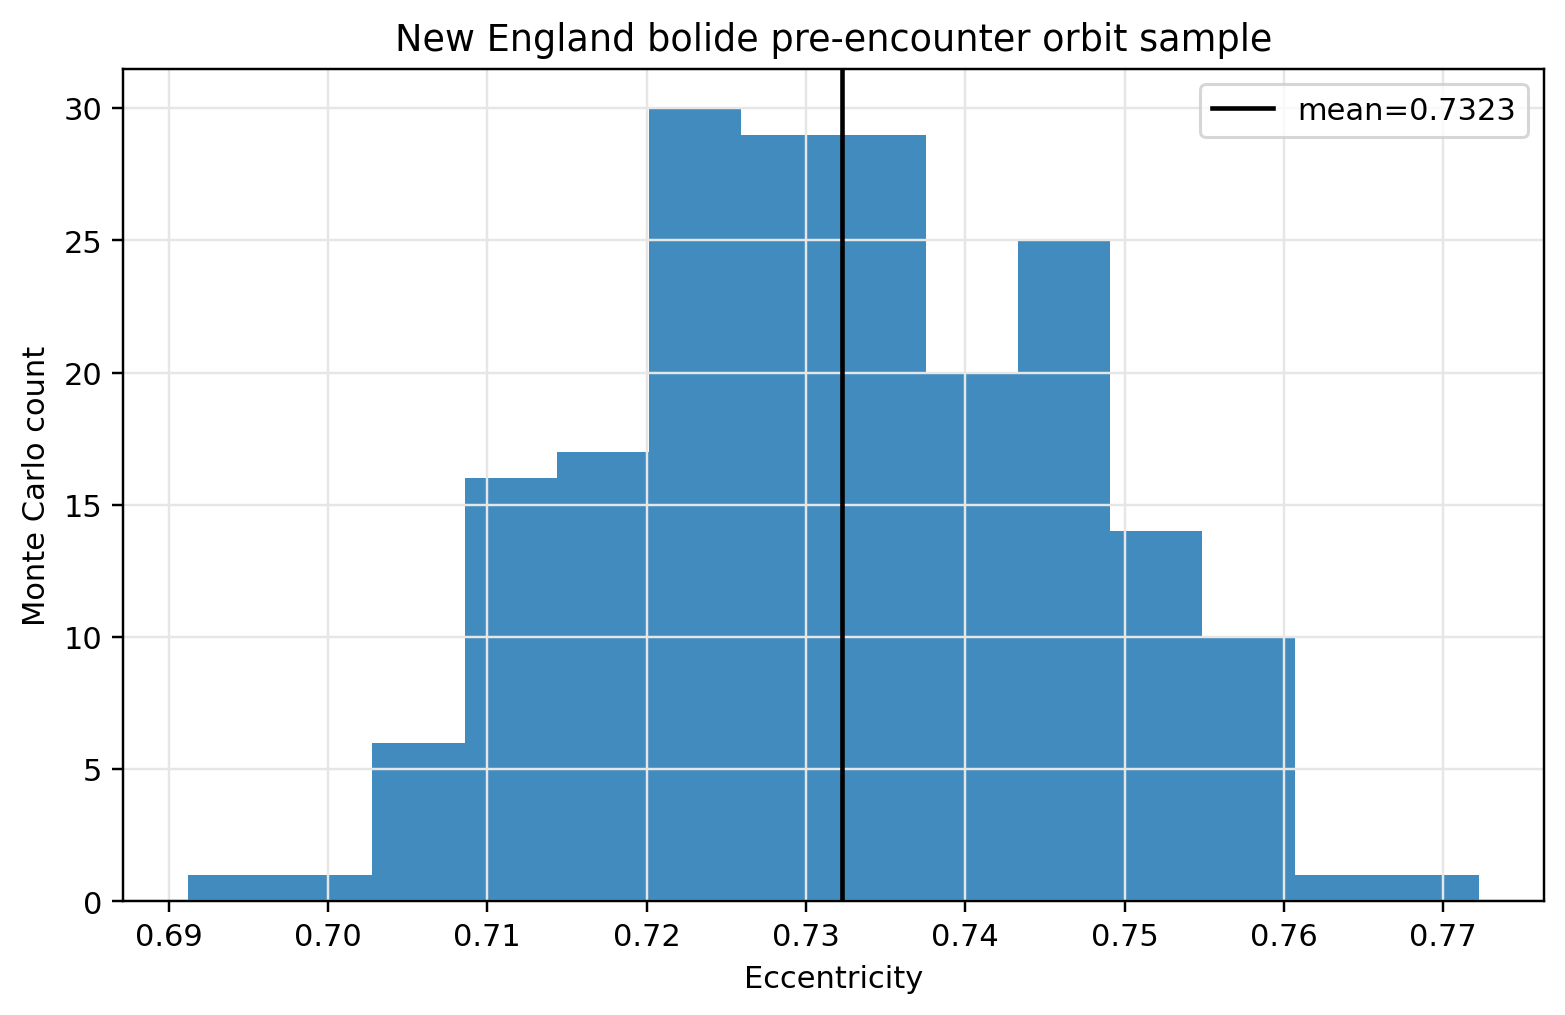 New England bolide pre-encounter orbit sample
mean=0.7323
Monte Carlo count
30
25
20
15
10
5
0
0.69 0.70 0.71 0.72 0.73 0.74 0.75 0.76 0.77
Eccentricity